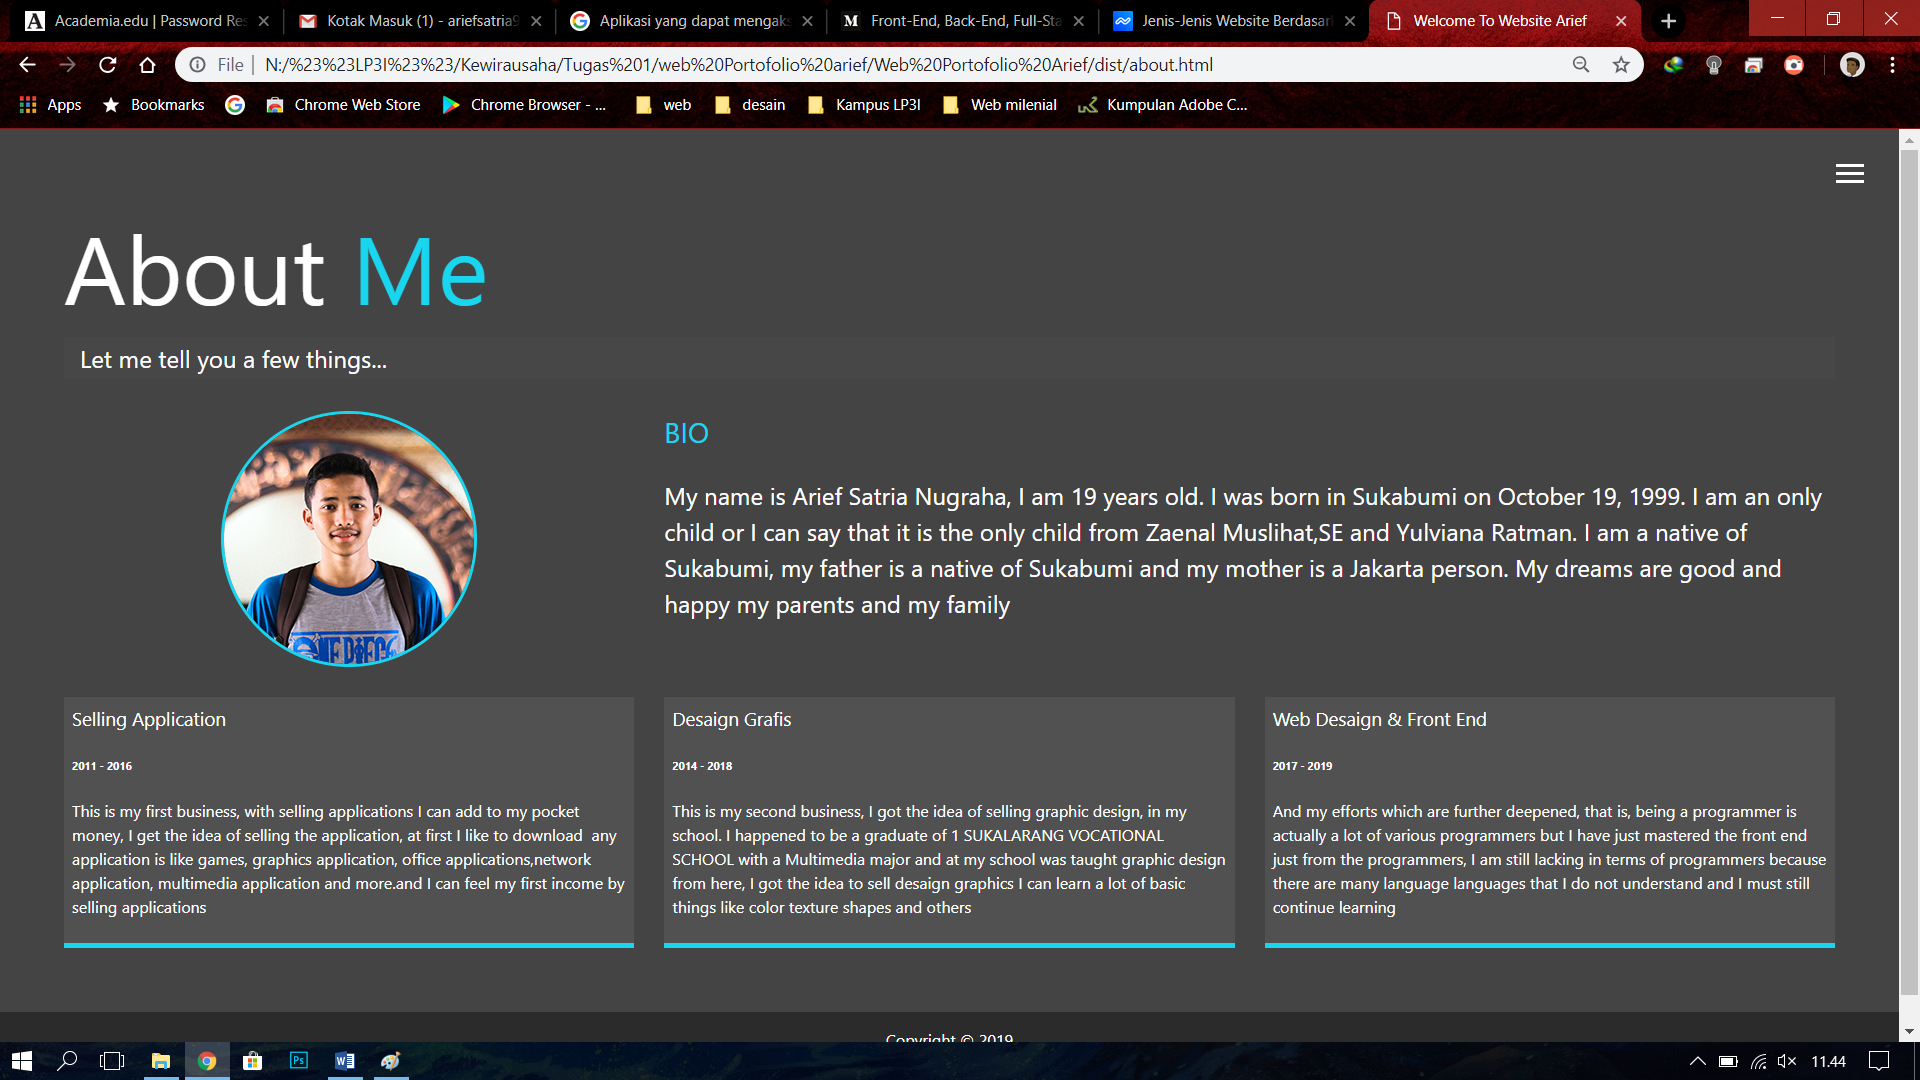 Academia.edu | Password Res
Kotak Masuk (1) - ariefsatria9
Aplikasi yang dapat mengaks
Front-End, Back-End, Full-Sta
Jenis-Jenis Website Berdasark
Welcome To Website Arief
File
N:/%23%23LP3I%23%23/Kewirausaha/Tugas%201/web%20Portofolio%20arief/Web%20Portofolio%20Arief/dist/about.html
Apps
Bookmarks
Chrome Web Store
Chrome Browser - ...
web
desain
Kampus LP3I
Web milenial
Kumpulan Adobe C...
About Me
Let me tell you a few things...
BIO
My name is Arief Satria Nugraha, I am 19 years old. I was born in Sukabumi on October 19, 1999. I am an only
child or I can say that it is the only child from Zaenal Muslihat,SE and Yulviana Ratman. I am a native of
Sukabumi, my father is a native of Sukabumi and my mother is a Jakarta person. My dreams are good and
happy my parents and my family
Selling Application
2011 - 2016
This is my first business, with selling applications I can add to my pocket
money, I get the idea of selling the application, at first I like to download  any
application is like games, graphics application, office applications,network
application, multimedia application and more.and I can feel my first income by
selling applications
Desaign Grafis
2014 - 2018
This is my second business, I got the idea of selling graphic design, in my
school. I happened to be a graduate of 1 SUKALARANG VOCATIONAL
SCHOOL with a Multimedia major and at my school was taught graphic design
from here, I got the idea to sell desaign graphics I can learn a lot of basic
things like color texture shapes and others
Web Desaign & Front End
2017 - 2019
And my efforts which are further deepened, that is, being a programmer is
actually a lot of various programmers but I have just mastered the front end
just from the programmers, I am still lacking in terms of programmers because
there are many language languages that I do not understand and I must still
continue learning
Copyright © 2019
11.44